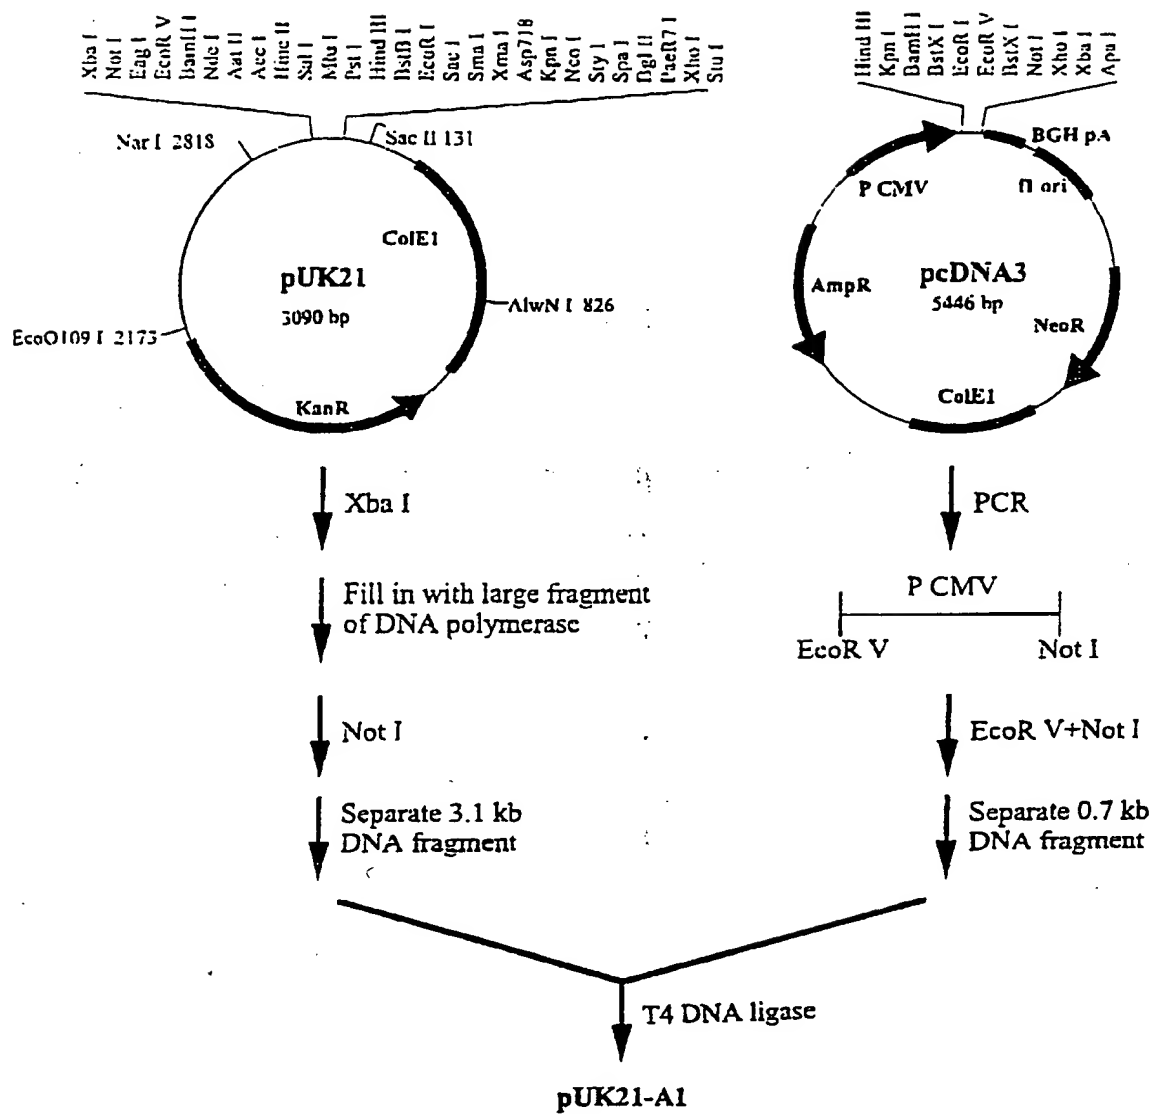 Xba I
Not I
Eag I
EcoR V
BamH I
Nde I
Aat II
Acc I
Hinc II
Sal I
Mlu I
Pst I
Hind III
BstB I
EcoR I
Sac I
Sma I
Xma I
Asp718
Kpn I
Nco I
Sty I
Spa I
Bgl II
PaeR7 I
Xho I
Stu I
Hind III
Kpn I
BamH I
BstX I
EcoR I
EcoR V
BstX I
Not I
Xho I
Xba I
Apa I
Nar I 2818
Sac II 131
ColE1
pUK21
3090 bp
AlwN I 826
EcoO109 I 2173
KanR
BGH pA
P CMV
f1 ori
AmpR
pcDNA3
5446 bp
NeoR
ColE1
Xba I
Fill in with large fragment
of DNA polymerase
Not I
Separate 3.1 kb
DNA fragment
PCR
P CMV
EcoR V
Not I
EcoR V+Not I
Separate 0.7 kb
DNA fragment
T4 DNA ligase
pUK21-A1